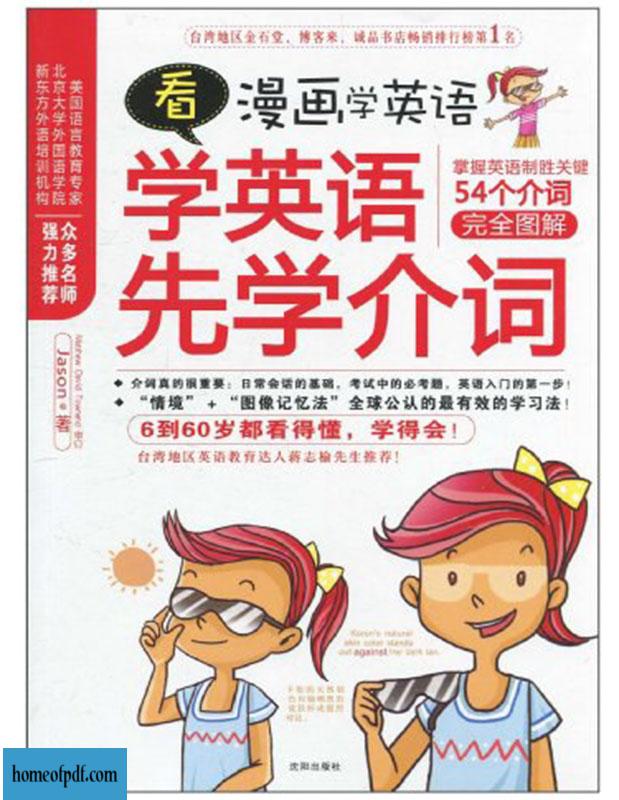 台湾地区金石堂、博客来、诚品书店畅销排行榜第1名
美国语言教育专家
北京大学外国语学院
新东方外语培训机构
众多名师
强力推荐
看
漫画学英语
学英语
先学介词
掌握英语制胜关键
54个介词
完全图解
Jason◎著
◆ 介词真的很重要:日常会话的基础,考试中的必考题,英语入门的第一步!
◆ “情境”+“图像记忆法”全球公认的最有效的学习法!
6到60岁都看得懂,学得会!
台湾地区英语教育达人蒋志榆先生推荐!
Karen's natural
skin color stands
out against the dark tan.
沈阳出版社
homeofpdf.com